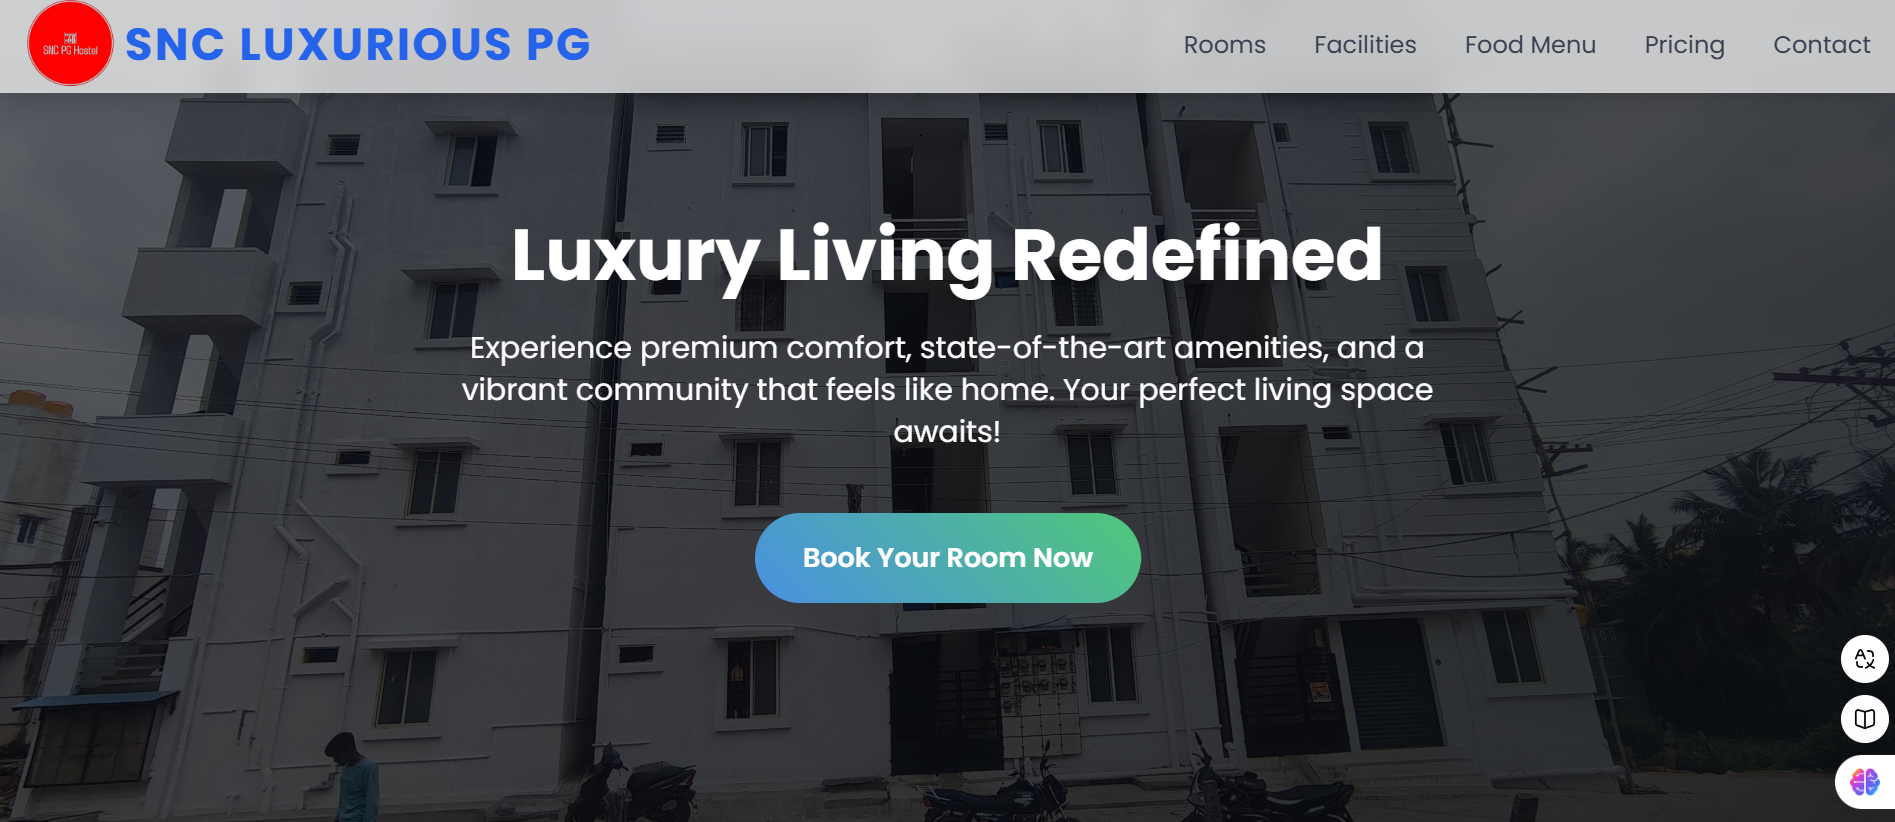 SNC PG Hostel
SNC LUXURIOUS PG
Rooms
Facilities
Food Menu
Pricing
Contact
Luxury Living Redefined
Experience premium comfort, state-of-the-art amenities, and a
vibrant community that feels like home. Your perfect living space
awaits!
Book Your Room Now